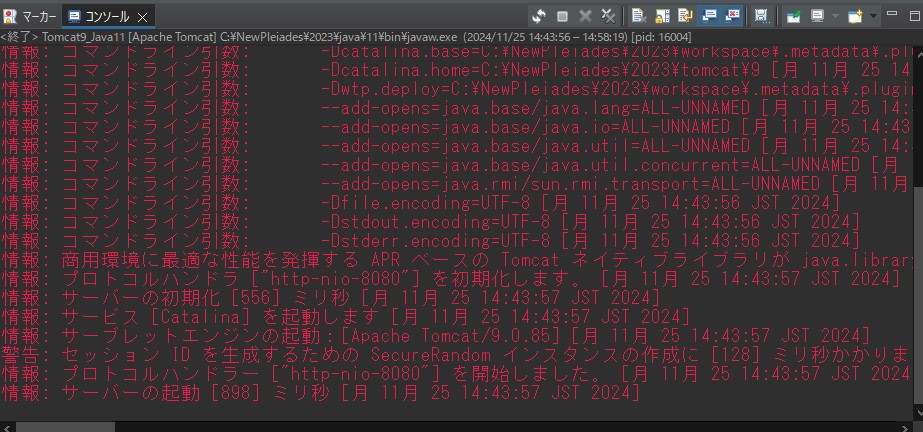 マーカー コンソール
<終了> Tomcat9_Java11 [Apache Tomcat] C:¥NewPleiades¥2023¥java¥11¥bin¥javaw.exe (2024/11/25 14:43:56 – 14:58:19) [pid: 16004]
情報: コマンドライン引数: -Dcatalina.base=C:¥NewPleiades¥2023¥workspace¥.metadata¥.pl
情報: コマンドライン引数: -Dcatalina.home=C:¥NewPleiades¥2023¥tomcat¥9 [月 11月 25 14
情報: コマンドライン引数: -Dwtp.deploy=C:¥NewPleiades¥2023¥workspace¥.metadata¥.plugin
情報: コマンドライン引数: --add-opens=java.base/java.lang=ALL-UNNAMED [月 11月 25 14:
情報: コマンドライン引数: --add-opens=java.base/java.io=ALL-UNNAMED [月 11月 25 14:43
情報: コマンドライン引数: --add-opens=java.base/java.util=ALL-UNNAMED [月 11月 25 14:
情報: コマンドライン引数: --add-opens=java.base/java.util.concurrent=ALL-UNNAMED [月
情報: コマンドライン引数: --add-opens=java.rmi/sun.rmi.transport=ALL-UNNAMED [月 11月
情報: コマンドライン引数: -Dfile.encoding=UTF-8 [月 11月 25 14:43:56 JST 2024]
情報: コマンドライン引数: -Dstdout.encoding=UTF-8 [月 11月 25 14:43:56 JST 2024]
情報: コマンドライン引数: -Dstderr.encoding=UTF-8 [月 11月 25 14:43:56 JST 2024]
情報: 商用環境に最適な性能を発揮する APR ベースの Tomcat ネイティブライブラリが java.librar
情報: プロトコルハンドラ ["http-nio-8080"] を初期化します。 [月 11月 25 14:43:57 JST 2024]
情報: サーバーの初期化 [556] ミリ秒 [月 11月 25 14:43:57 JST 2024]
情報: サービス [Catalina] を起動します [月 11月 25 14:43:57 JST 2024]
情報: サーブレットエンジンの起動：[Apache Tomcat/9.0.85] [月 11月 25 14:43:57 JST 2024]
警告: セッション ID を生成するための SecureRandom インスタンスの作成に [128] ミリ秒かかりま
情報: プロトコルハンドラー ["http-nio-8080"] を開始しました。 [月 11月 25 14:43:57 JST 2024
情報: サーバーの起動 [898] ミリ秒 [月 11月 25 14:43:57 JST 2024]